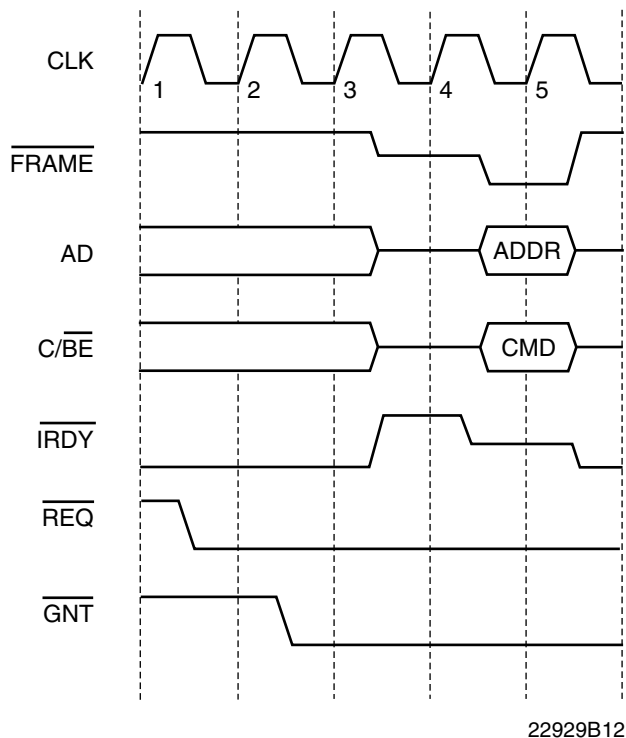 CLK
1 2 3 4 5
FRAME
AD
ADDR
C/BE
CMD
IRDY
REQ
GNT
22929B12